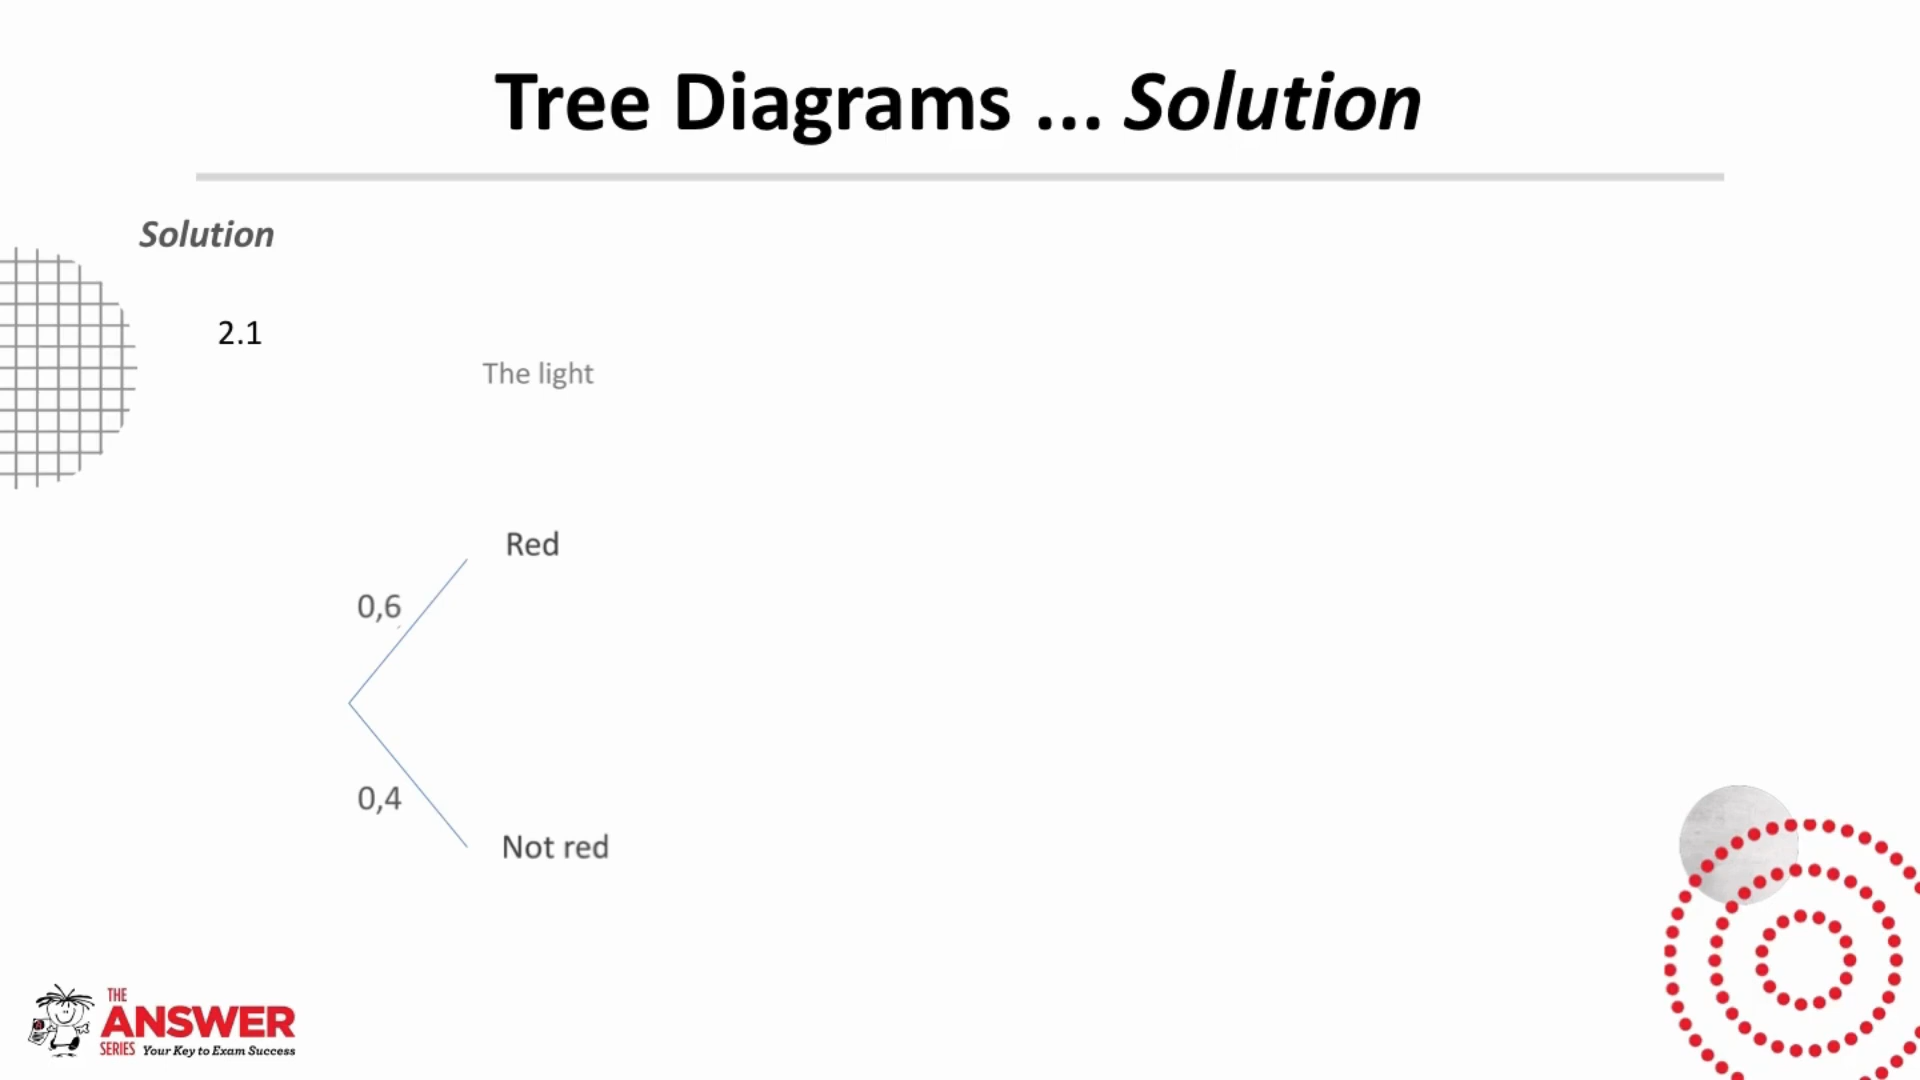 Tree Diagrams ... Solution
Solution
2.1
The light
Red
0,6
0,4
Not red
THE
ANSWER
SERIES Your Key to Exam Success